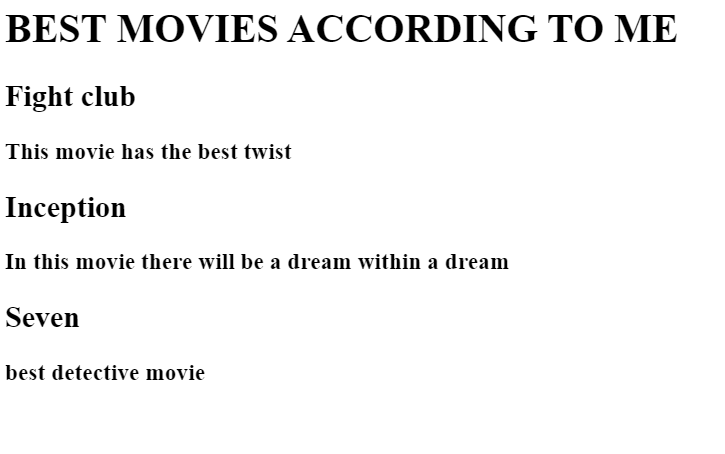 BEST MOVIES ACCORDING TO ME
Fight club
This movie has the best twist
Inception
In this movie there will be a dream within a dream
Seven
best detective movie